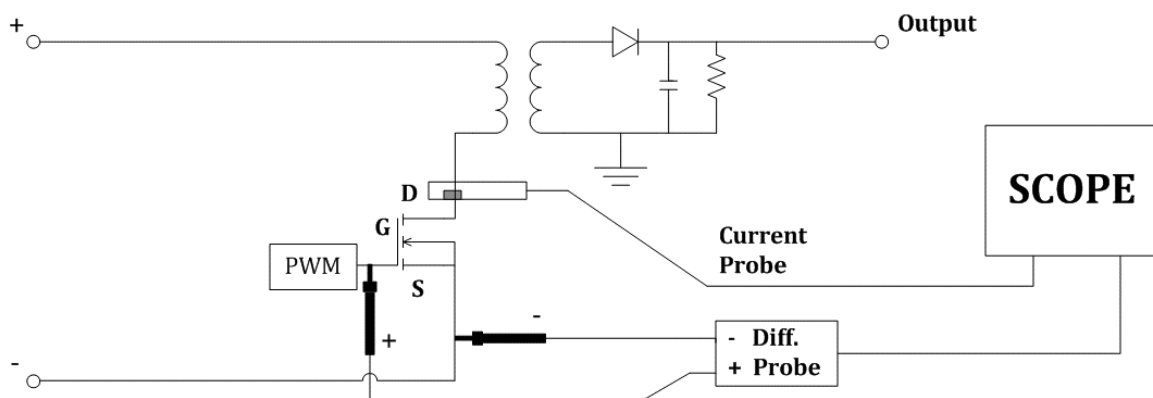 +
Output
D
SCOPE
G
Current
Probe
PWM
S
-
+
- Diff.
+ Probe
-